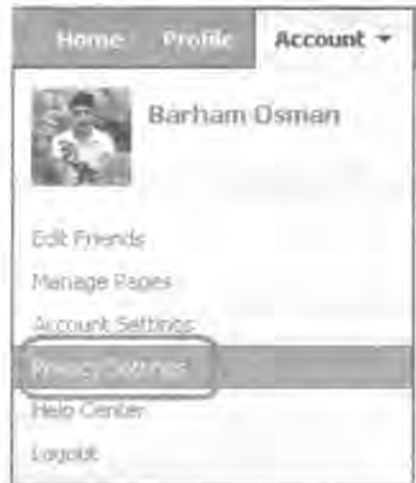 Home Profile Account
Barham Osman
Edit Friends
Manage Pages
Account Settings
Privacy Settings
Help Center
Logout